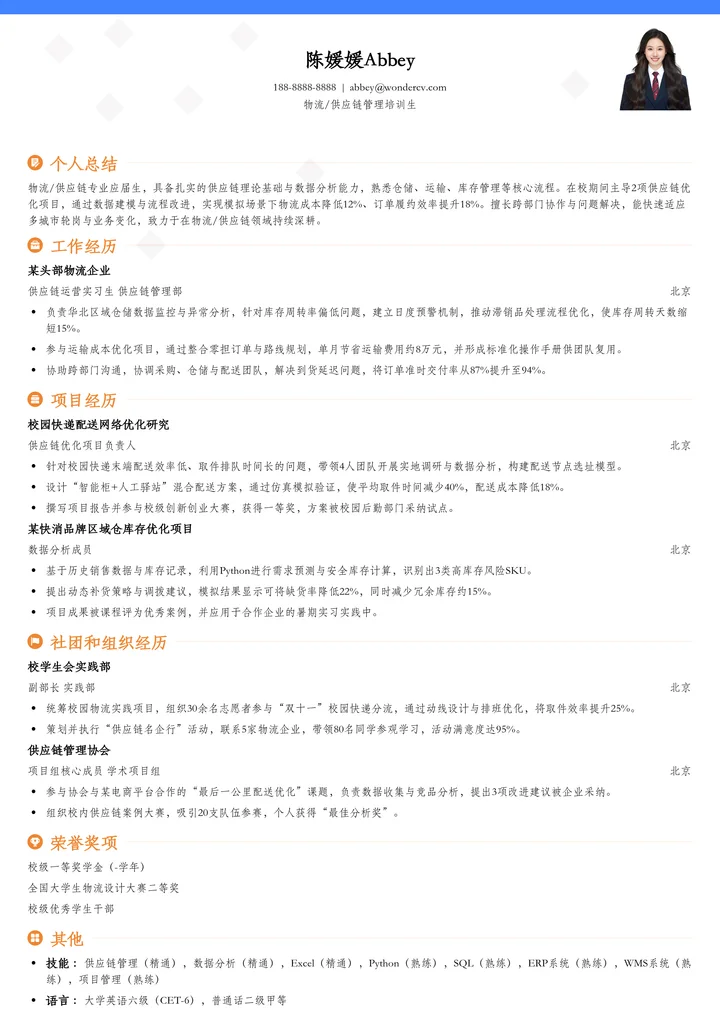 陈媛媛Abbey
188-8888-8888 | abbey@wondercv.com
物流/供应链管理培训生
个人总结
物流/供应链专业应届生，具备扎实的供应链理论基础与数据分析能力，熟悉仓储、运输、库存管理等核心流程。在校期间主导2项供应链优
化项目，通过数据建模与流程改进，实现模拟场景下物流成本降低12%、订单履约效率提升18%。擅长跨部门协作与问题解决，能快速适应
多城市轮岗与业务变化，致力于在物流/供应链领域持续深耕。
工作经历
某头部物流企业
供应链运营实习生 供应链管理部 北京
• 负责华北区域仓储数据监控与异常分析，针对库存周转率偏低问题，建立日度预警机制，推动滞销品处理流程优化，使库存周转天数缩
短15%。
• 参与运输成本优化项目，通过整合零担订单与路线规划，单月节省运输费用约8万元，并形成标准化操作手册供团队复用。
• 协助跨部门沟通，协调采购、仓储与配送团队，解决到货延迟问题，将订单准时交付率从87%提升至94%。
项目经历
校园快递配送网络优化研究
供应链优化项目负责人 北京
• 针对校园快递末端配送效率低、取件排队时间长的问题，带领4人团队开展实地调研与数据分析，构建配送节点选址模型。
• 设计“智能柜+人工驿站”混合配送方案，通过仿真模拟验证，使平均取件时间减少40%，配送成本降低18%。
• 撰写项目报告并参与校级创新创业大赛，获得一等奖，方案被校园后勤部门采纳试点。
某快消品牌区域仓库存优化项目
数据分析成员 北京
• 基于历史销售数据与库存记录，利用Python进行需求预测与安全库存计算，识别出3类高库存风险SKU。
• 提出动态补货策略与调拨建议，模拟结果显示可将缺货率降低22%，同时减少冗余库存约15%。
• 项目成果被课程评为优秀案例，并应用于合作企业的暑期实习实践中。
社团和组织经历
校学生会实践部
副部长 实践部 北京
• 统筹校园物流实践项目，组织30余名志愿者参与“双十一”校园快递分流，通过动线设计与排班优化，将取件效率提升25%。
• 策划并执行“供应链名企行”活动，联系5家物流企业，带领80名同学参观学习，活动满意度达95%。
供应链管理协会
项目组核心成员 学术项目组 北京
• 参与协会与某电商平台合作的“最后一公里配送优化”课题，负责数据收集与竞品分析，提出3项改进建议被企业采纳。
• 组织校内供应链案例大赛，吸引20支队伍参赛，个人获得“最佳分析奖”。
荣誉奖项
校级一等奖学金（-学年）
全国大学生物流设计大赛二等奖
校级优秀学生干部
其他
• 技能： 供应链管理（精通），数据分析（精通），Excel（精通），Python（熟练），SQL（熟练），ERP系统（熟练），WMS系统（熟
练），项目管理（熟练）
• 语言： 大学英语六级（CET-6），普通话二级甲等